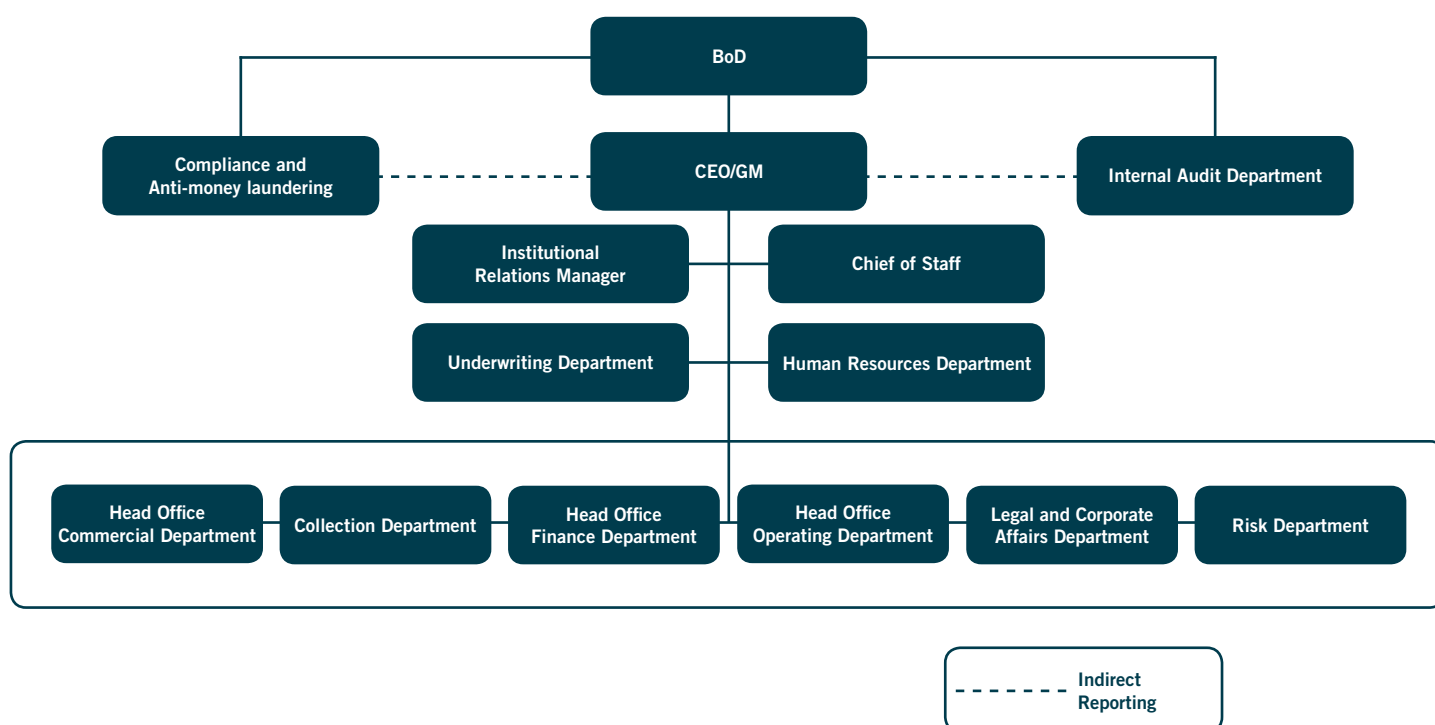 BoD
Compliance and
Anti-money laundering
CEO/GM
Internal Audit Department
Institutional
Relations Manager
Chief of Staff
Underwriting Department
Human Resources Department
Head Office
Commercial Department
Collection Department
Head Office
Finance Department
Head Office
Operating Department
Legal and Corporate
Affairs Department
Risk Department
Indirect
Reporting